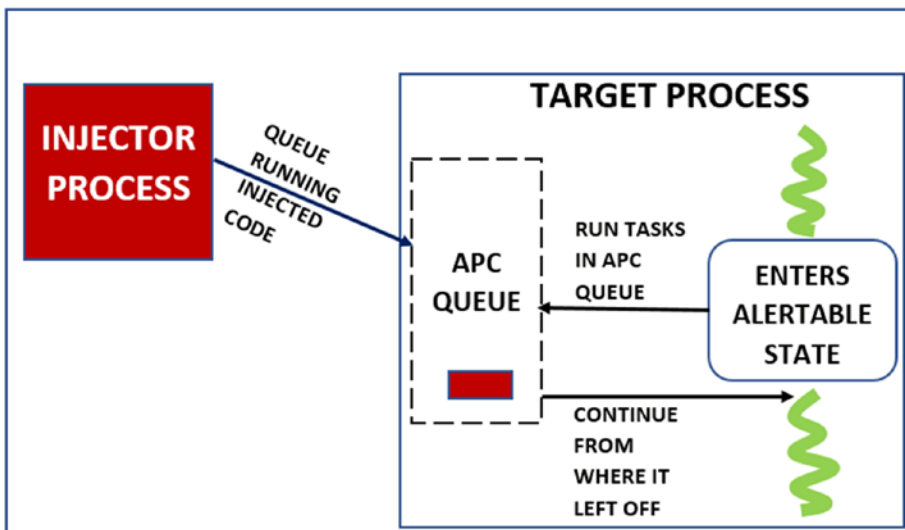 INJECTOR
PROCESS
QUEUE
RUNNING
INJECTED
CODE
TARGET PROCESS
APC
QUEUE
RUN TASKS
IN APC
QUEUE
ENTERS
ALERTABLE
STATE
CONTINUE
FROM
WHERE IT
LEFT OFF